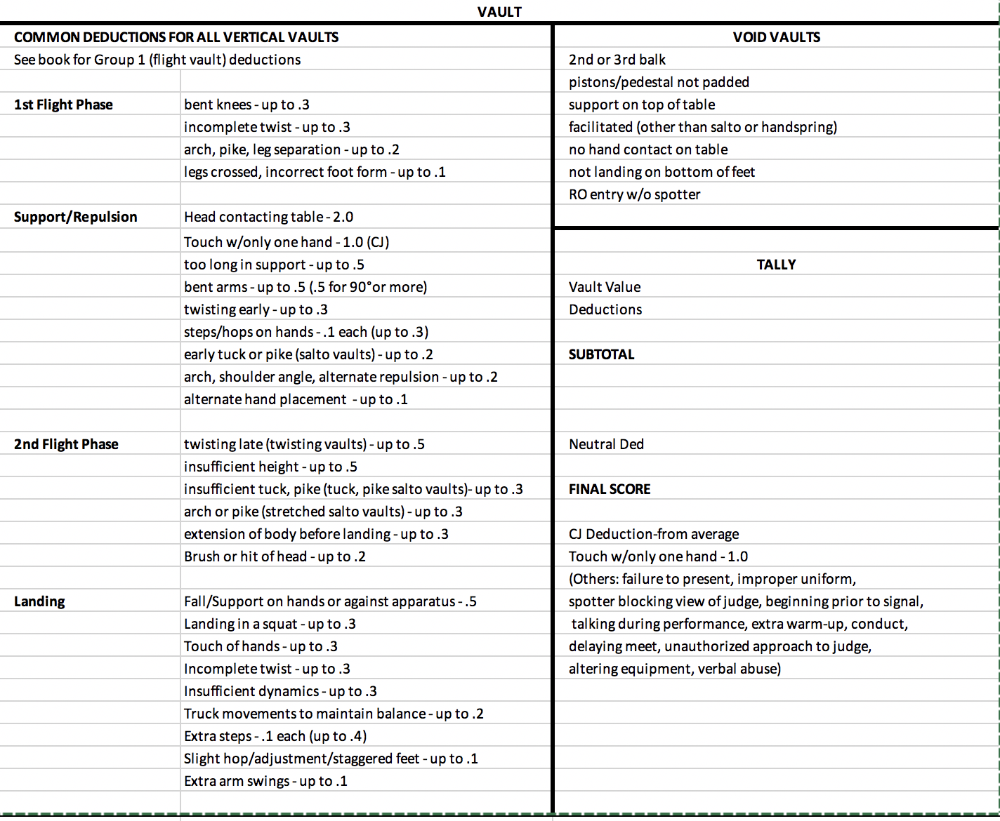 VAULT
COMMON DEDUCTIONS FOR ALL VERTICAL VAULTS
See book for Group 1 (flight vault) deductions
1st Flight Phase
bent knees - up to .3
incomplete twist - up to .3
arch, pike, leg separation - up to .2
legs crossed, incorrect foot form - up to .1
Support/Repulsion
Head contacting table - 2.0
Touch w/only one hand - 1.0 (CJ)
too long in support - up to .5
bent arms - up to .5 (.5 for 90°or more)
twisting early - up to .3
steps/hops on hands - .1 each (up to .3)
early tuck or pike (salto vaults) - up to .2
arch, shoulder angle, alternate repulsion - up to .2
alternate hand placement - up to .1
2nd Flight Phase
twisting late (twisting vaults) - up to .5
insufficient height - up to .5
insufficient tuck, pike (tuck, pike salto vaults)- up to .3
arch or pike (stretched salto vaults) - up to .3
extension of body before landing - up to .3
Brush or hit of head - up to .2
Landing
Fall/Support on hands or against apparatus - .5
Landing in a squat - up to .3
Touch of hands - up to .3
Incomplete twist - up to .3
Insufficient dynamics - up to .3
Truck movements to maintain balance - up to .2
Extra steps - .1 each (up to .4)
Slight hop/adjustment/staggered feet - up to .1
Extra arm swings - up to .1
VOID VAULTS
2nd or 3rd balk
pistons/pedestal not padded
support on top of table
facilitated (other than salto or handspring)
no hand contact on table
not landing on bottom of feet
RO entry w/o spotter
TALLY
Vault Value
Deductions
SUBTOTAL
Neutral Ded
FINAL SCORE
CJ Deduction-from average
Touch w/only one hand - 1.0
(Others: failure to present, improper uniform,
spotter blocking view of judge, beginning prior to signal,
talking during performance, extra warm-up, conduct,
delaying meet, unauthorized approach to judge,
altering equipment, verbal abuse)